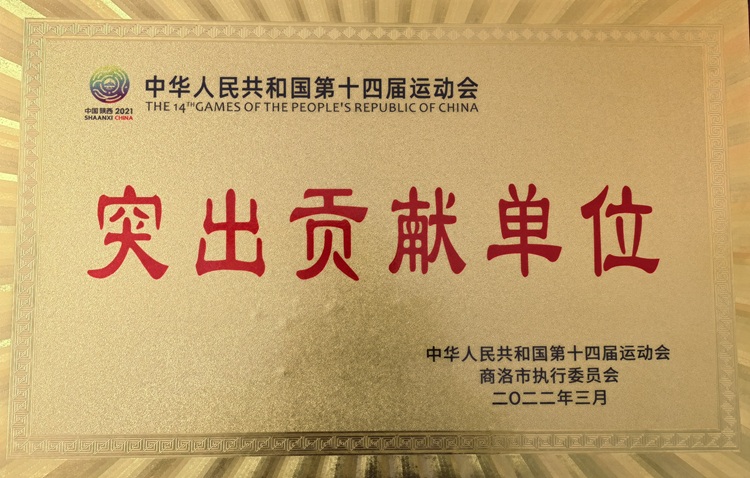 中华人民共和国第十四届运动会
THE 14TH GAMES OF THE PEOPLE'S REPUBLIC OF CHINA
中国·陕西 2021
SHAANXI CHINA
突出贡献单位
中华人民共和国第十四届运动会
商洛市执行委员会
二〇二二年三月